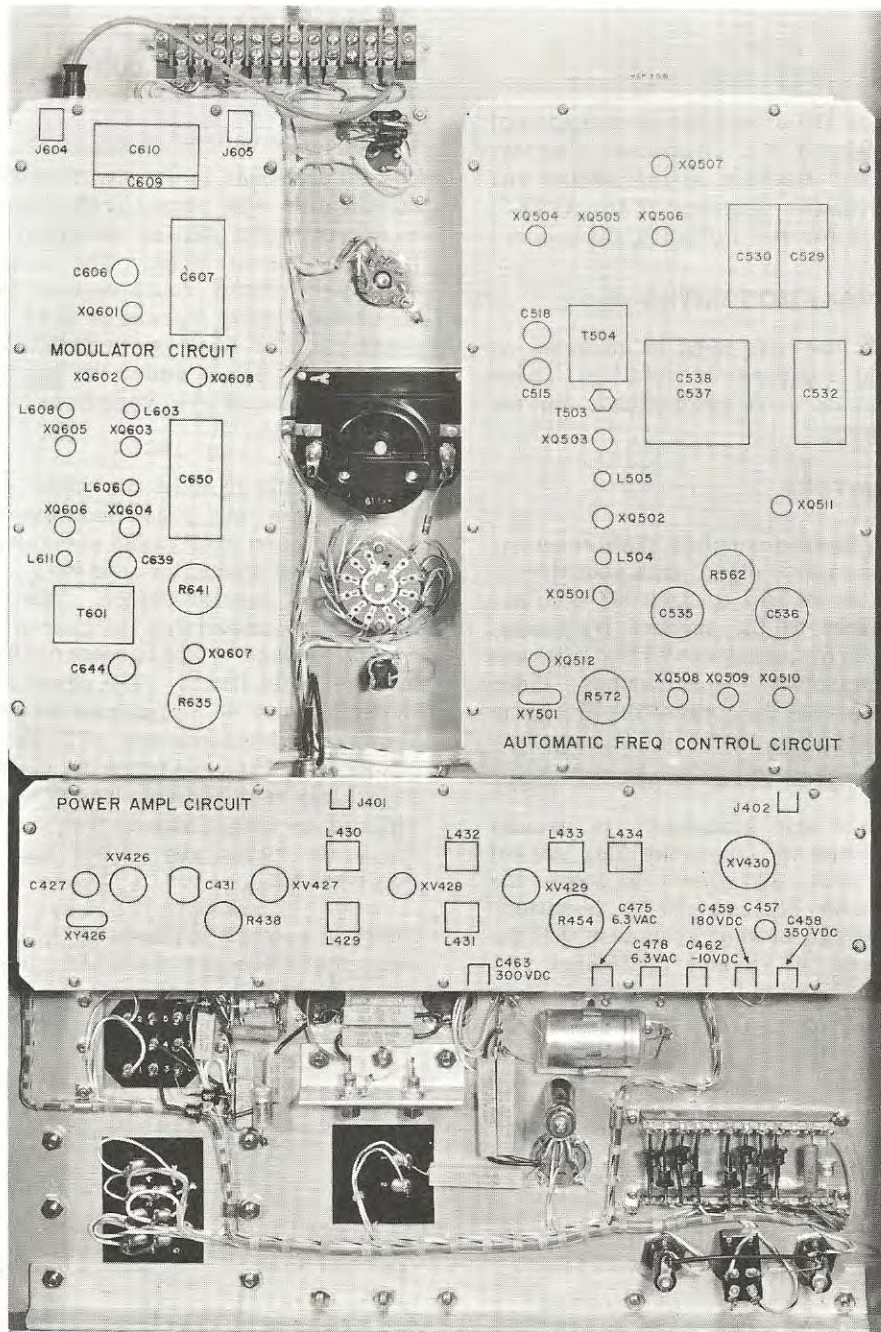 J604
C610
J605
C609
C606
C607
XQ601
MODULATOR CIRCUIT
XQ602
XQ608
L608
L603
XQ605
XQ603
L606
C650
XQ606
XQ604
L611
C639
R641
T601
C644
XQ607
R635
XQ507
XQ504
XQ505
XQ506
C530
C529
C518
T504
C515
C538
C537
C532
T503
XQ503
L505
XQ511
XQ502
L504
R562
XQ501
C535
C536
XQ512
XQ508
XQ509
XQ510
R572
XY501
AUTOMATIC FREQ CONTROL CIRCUIT
POWER AMPL CIRCUIT
J401
J402
L430
L432
L433
L434
XV426
XV430
C427
C431
XV427
XV428
XV429
C475
6.3VAC
C459
180VDC
C457
XY426
R438
R454
C458
350VDC
L429
L431
C478
6.3VAC
C462
-10VDC
C463
300VDC